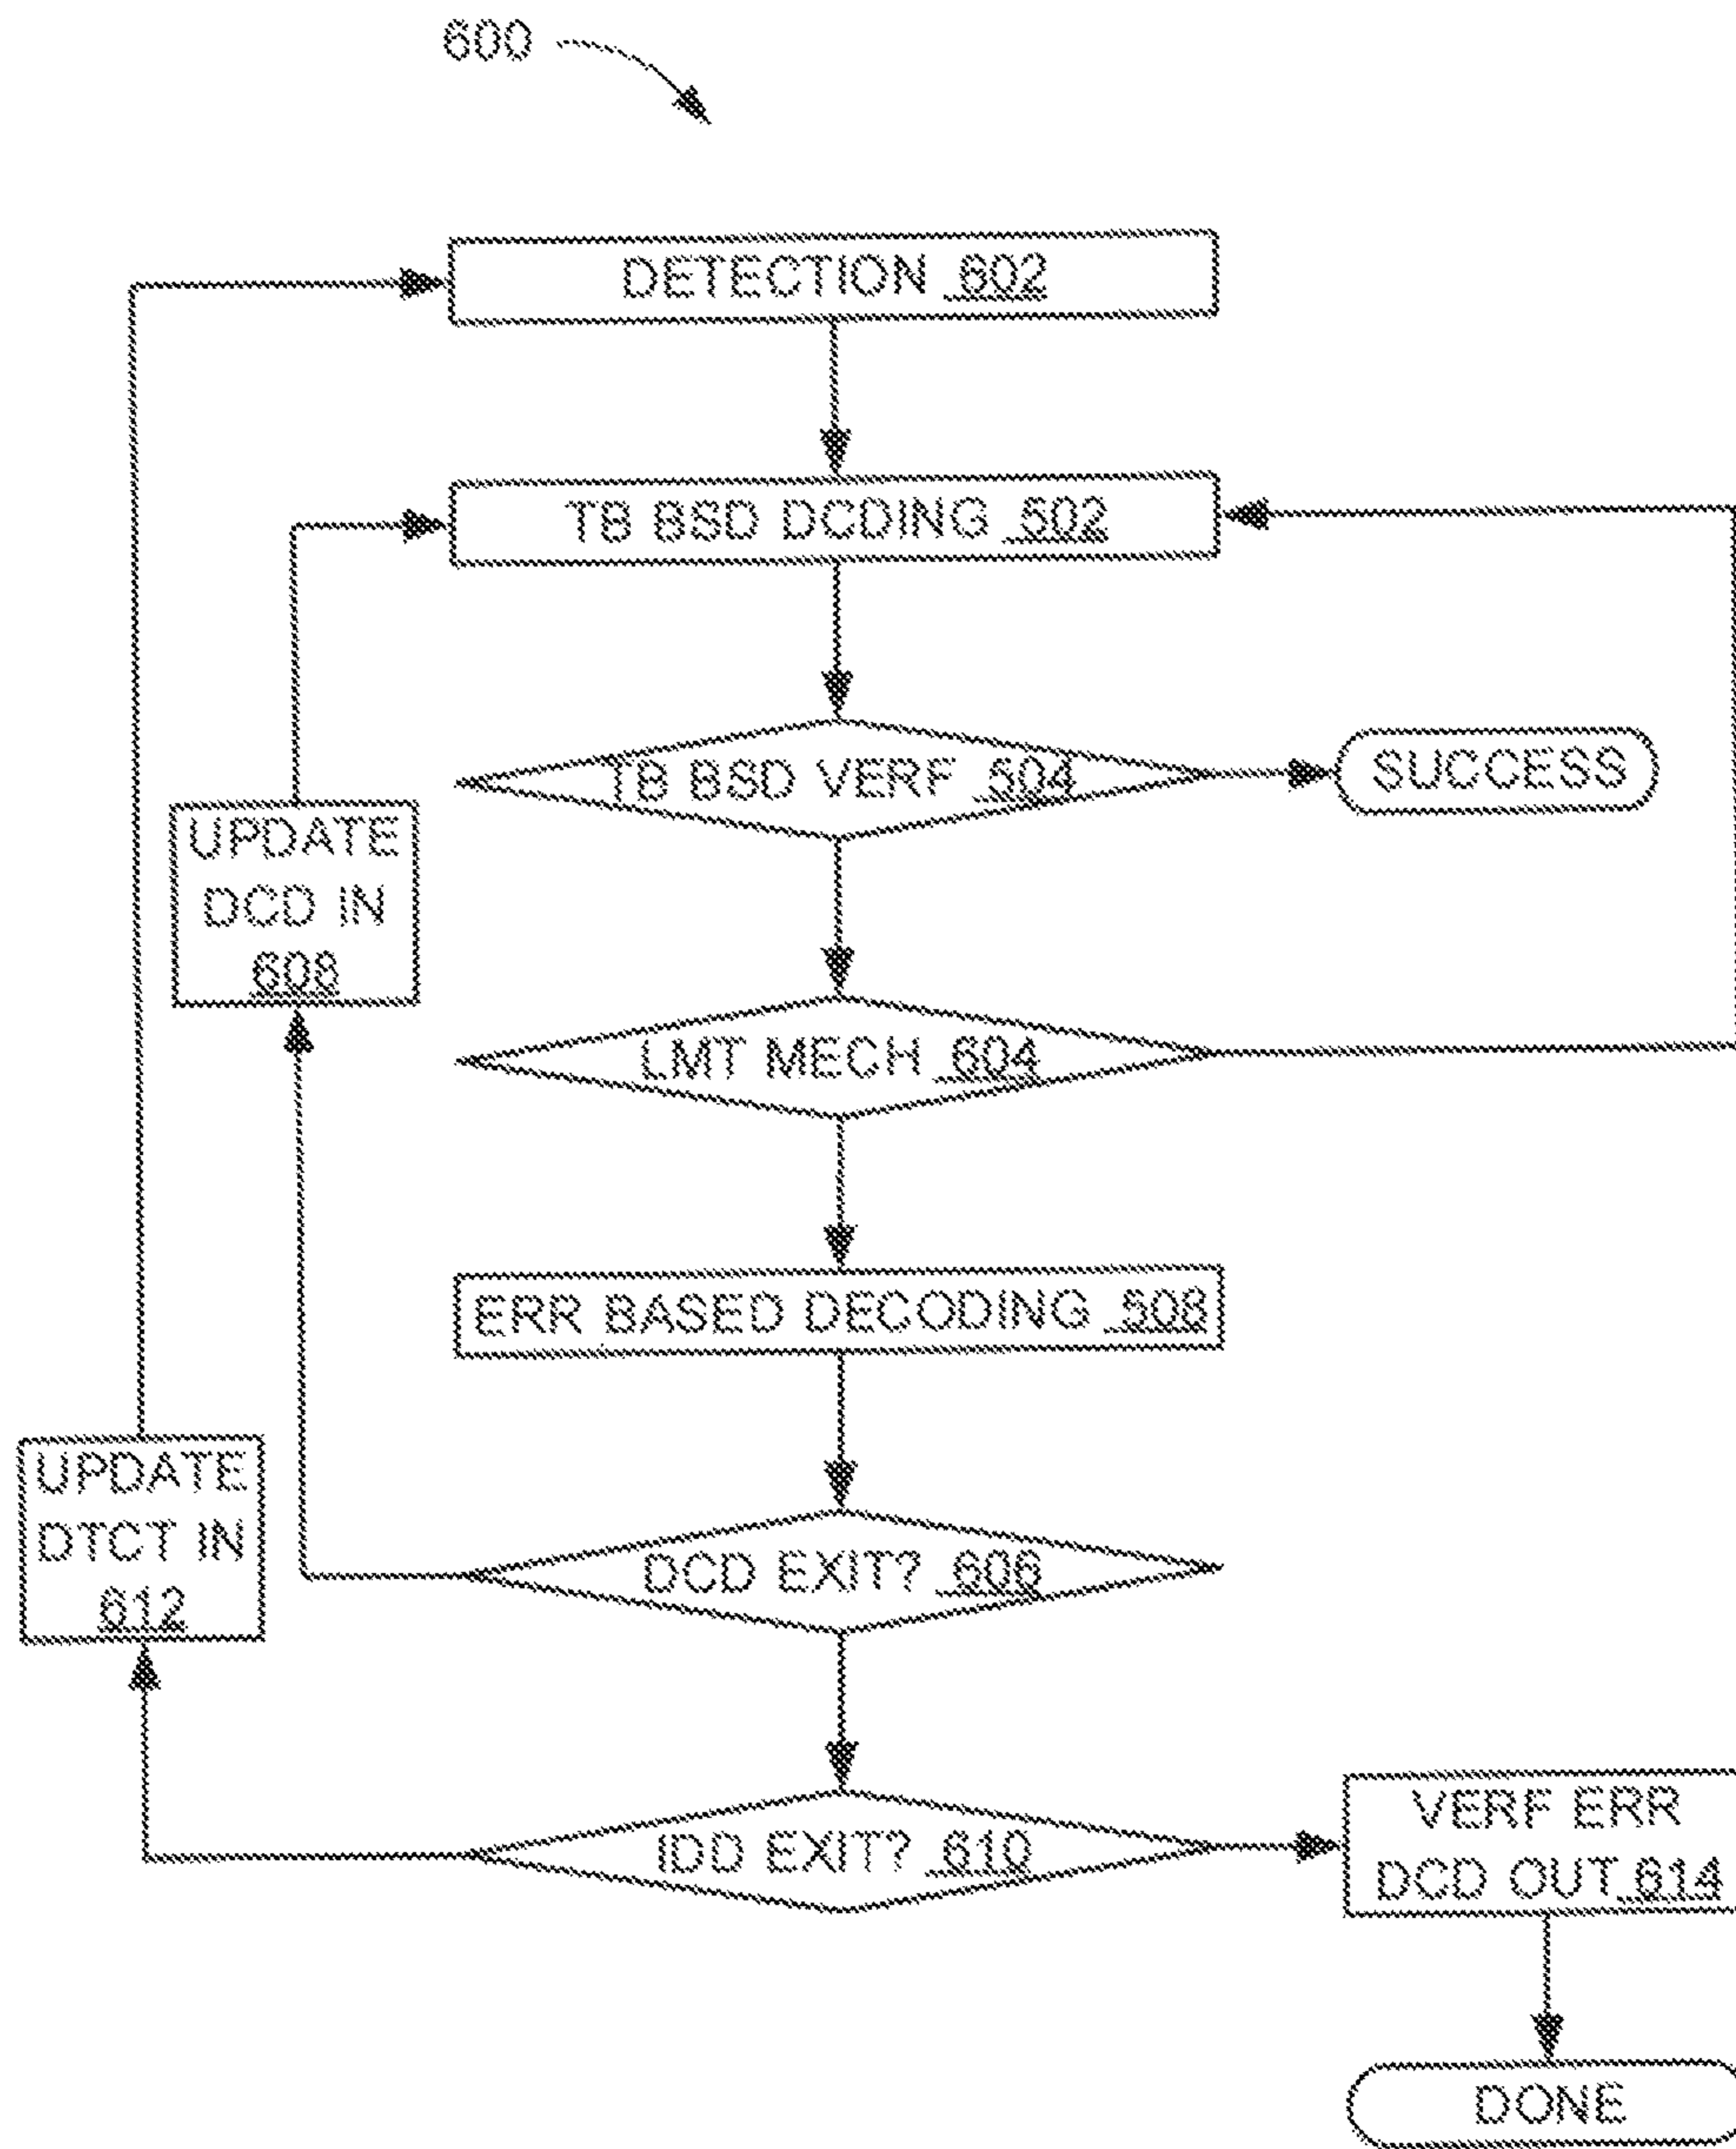 600
DETECTION 602
TB BSD DCDING 502
TB BSD VERF 504
SUCCESS
UPDATE
DCD IN
608
LMT MECH 604
ERR BASED DECODING 508
UPDATE
DTCT IN
612
DCD EXIT? 606
IDD EXIT? 610
VERF ERR
DCD OUT 614
DONE